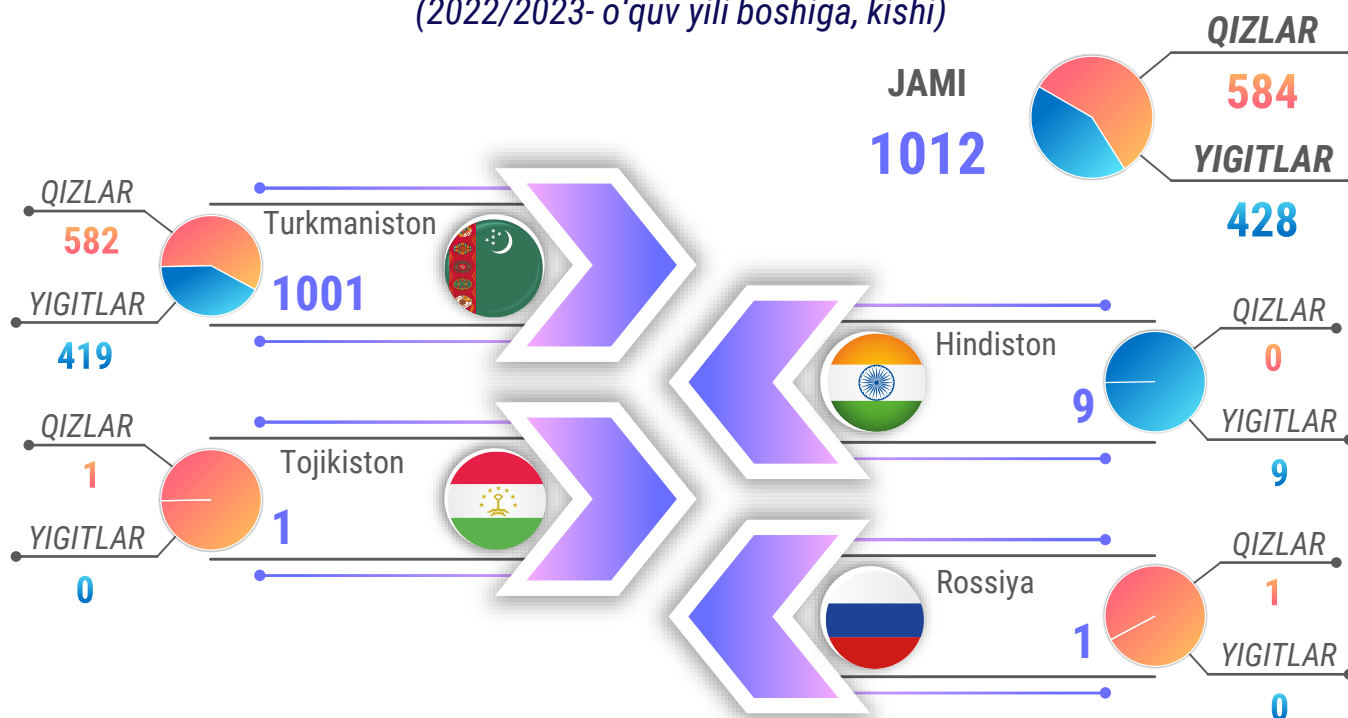 (2022/2023- o‘quv yili boshiga, kishi)
JAMI
1012
QIZLAR
584
YIGITLAR
428
QIZLAR
582
YIGITLAR
419
Turkmaniston
1001
Hindiston
9
QIZLAR
0
YIGITLAR
9
QIZLAR
1
YIGITLAR
0
Tojikiston
1
Rossiya
1
QIZLAR
1
YIGITLAR
0